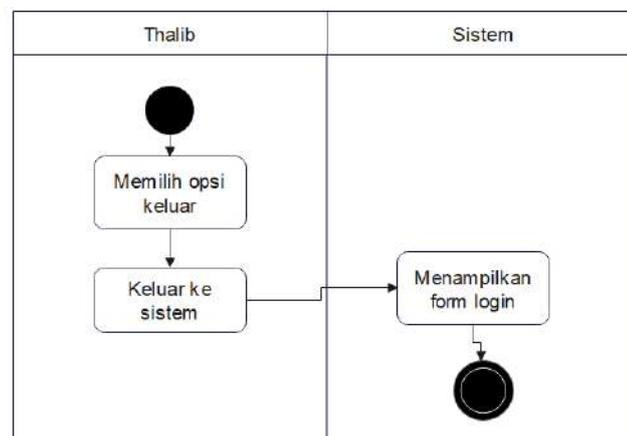 Thalib
Sistem
Memilih opsi
keluar
Keluar ke
sistem
Menampilkan
form login